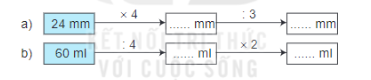 a) 24 mm × 4 ...... mm : 3 ...... mm
b) 60 ml : 4 ...... ml × 2 ...... ml
KẾT NỐI TRI THỨC
VỚI CUỘC SỐNG